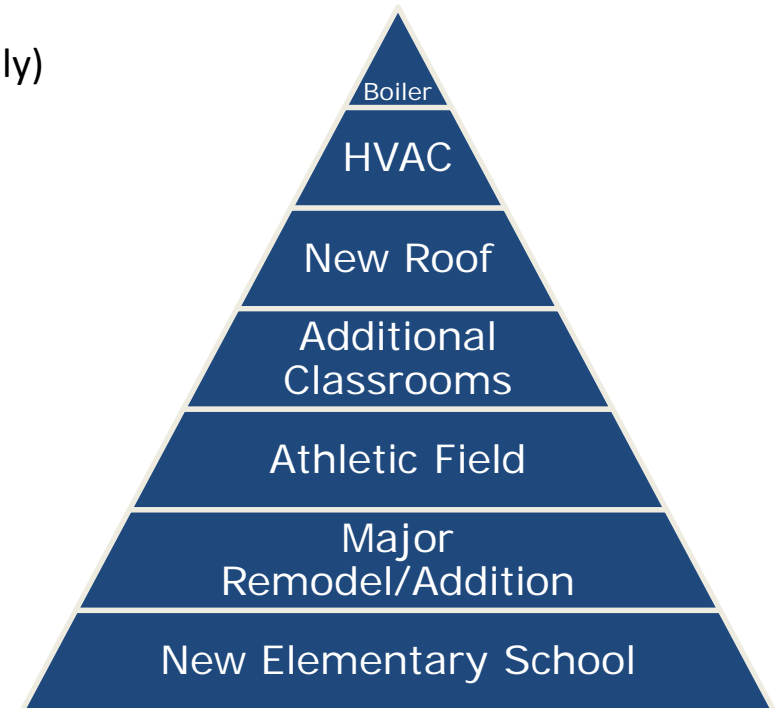 ly)
Boiler
HVAC
New Roof
Additional
Classrooms
Athletic Field
Major
Remodel/Addition
New Elementary School